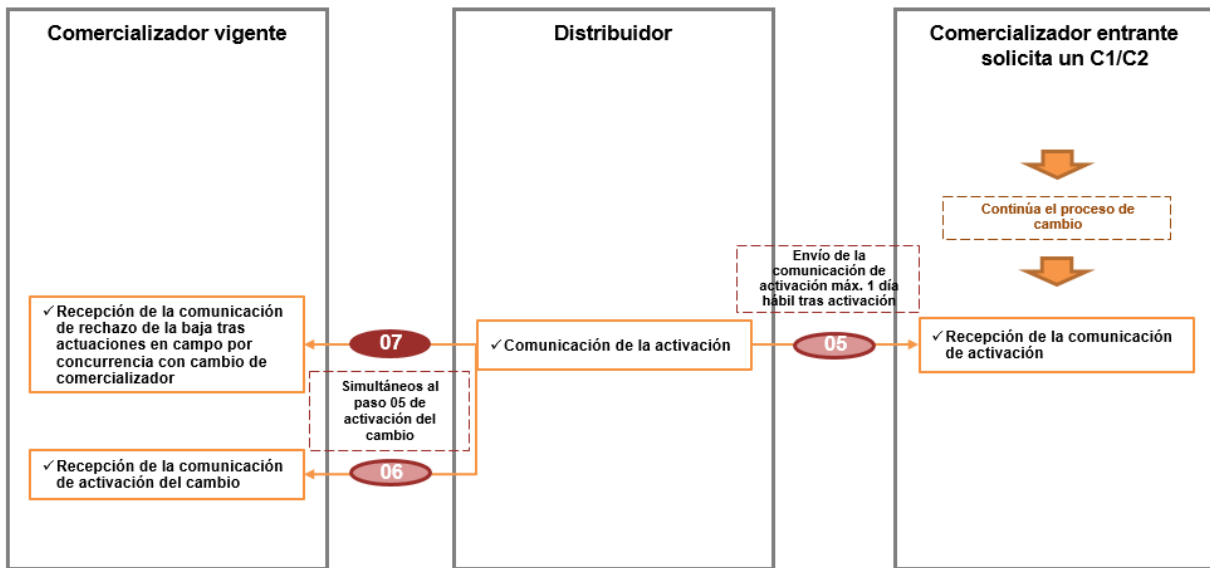 Comercializador vigente
Distribuidor
Comercializador entrante
solicita un C1/C2
Continúa el proceso de
cambio
Envío de la
comunicación de
activación máx. 1 día
hábil tras activación
✓Recepción de la comunicación
de rechazo de la baja tras
actuaciones en campo por
concurrencia con cambio de
comercializador
07
✓Comunicación de la activación
05
✓Recepción de la comunicación
de activación
Simultáneos al
paso 05 de
activación del
cambio
✓Recepción de la comunicación
de activación del cambio
06